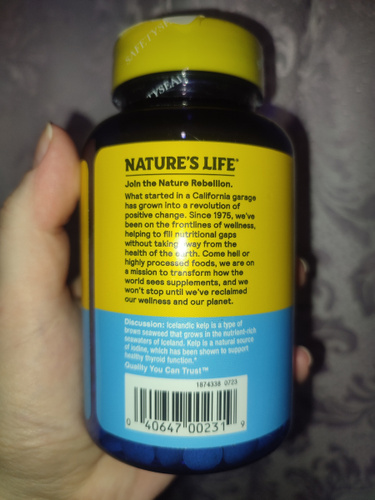 SAFETYSEAL
TYSEAL
NATURE'S LIFE®
Join the Nature Rebellion.
What started in a California garage
has grown into a revolution of
positive change. Since 1975, we've
been on the frontlines of wellness,
helping to fill nutritional gaps
without taking away from the
health of the earth. Come hell or
highly processed foods, we are on
a mission to transform how the
world sees supplements, and we
won't stop until we've reclaimed
our wellness and our planet.
Discussion: Icelandic kelp is a type of
brown seaweed that grows in the nutrient-rich
seawaters of Iceland. Kelp is a natural source
of iodine, which has been shown to support
healthy thyroid function.*
Quality You Can Trust™
1874338 0723
0 40647 00231 9